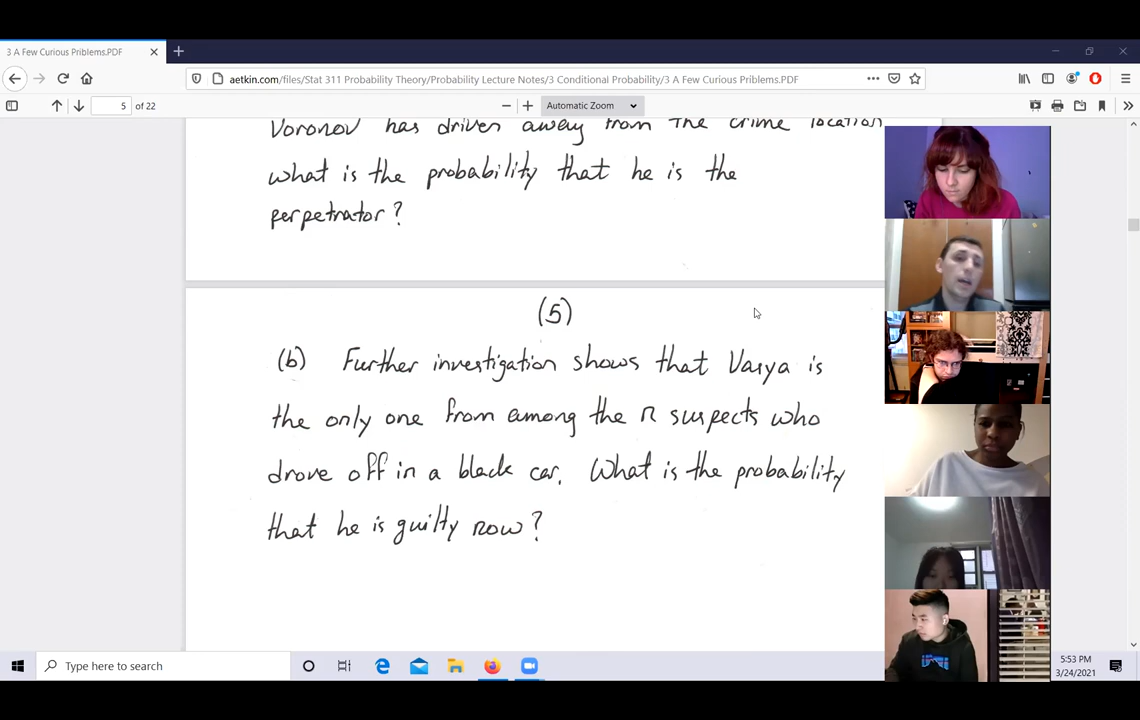 3 A Few Curious Priblems.PDF
aetkin.com/files/Stat 311 Probability Theory/Probability Lecture Notes/3 Conditional Probability/3 A Few Curious Priblems.PDF
5 of 22
Automatic Zoom
Voronov has driven away from the crime location
what is the probability that he is the
perpetrator?
(5)
(b) Further investigation shows that Vasya is
the only one from among the n suspects who
drove off in a black car. What is the probability
that he is guilty now?
Type here to search
5:53 PM
3/24/2021